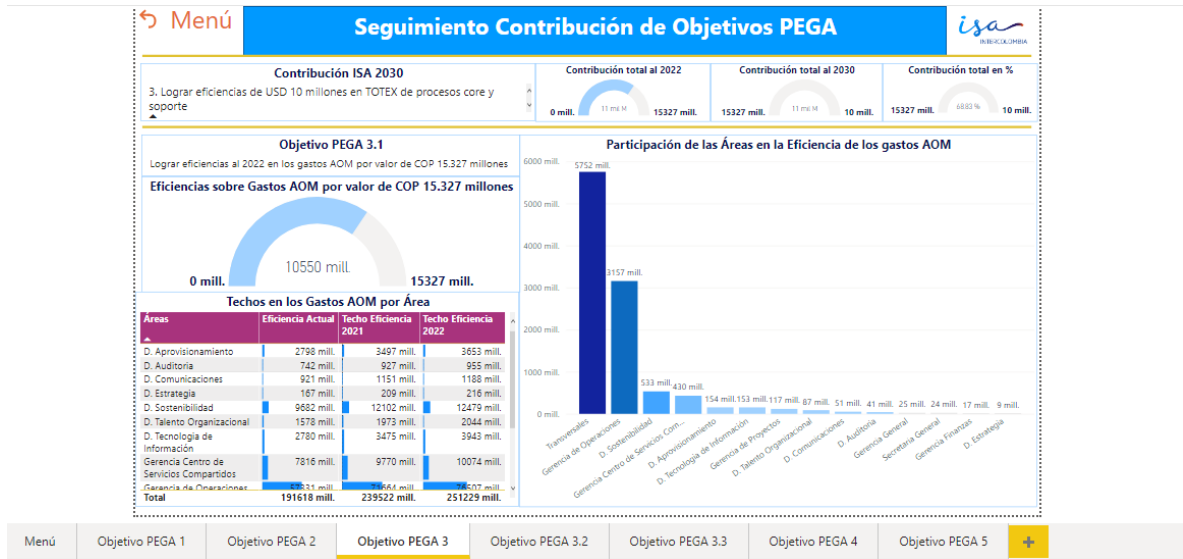 Menú
Seguimiento Contribución de Objetivos PEGA
isa
INTERCOLOMBIA
Contribución ISA 2030
3. Lograr eficiencias de USD 10 millones en TOTEX de procesos core y
soporte
Contribución total al 2022
11 mil M
0 mill.
15327 mill.
Contribución total al 2030
11 mil M
15327 mill.
10 mill.
Contribución total en %
6883 %
15327 mill.
10 mill.
Objetivo PEGA 3.1
Lograr eficiencias al 2022 en los gastos AOM por valor de COP 15.327 millones
Eficiencias sobre Gastos AOM por valor de COP 15.327 millones
10550 mill.
0 mill.
15327 mill.
Techos en los Gastos AOM por Área
Áreas Eficiencia Actual Techo Eficiencia 2021 Techo Eficiencia 2022
D. Aprovisionamiento 2798 mill. 3497 mill. 3653 mill.
D. Auditoria 742 mill. 927 mill. 955 mill.
D. Comunicaciones 921 mill. 1151 mill. 1188 mill.
D. Estrategia 167 mill. 209 mill. 216 mill.
D. Sostenibilidad 9682 mill. 12102 mill. 12479 mill.
D. Talento Organizacional 1578 mill. 1973 mill. 2044 mill.
D. Tecnologia de
Información 2780 mill. 3475 mill. 3943 mill.
Gerencia Centro de
Servicios Compartidos 7816 mill. 9770 mill. 10074 mill.
Gerencia de Operaciones
Total 191618 mill. 239522 mill. 251229 mill.
Participación de las Áreas en la Eficiencia de los gastos AOM
6000 mill.
5000 mill.
4000 mill.
3000 mill.
2000 mill.
1000 mill.
0 mill.
5752 mill.
3157 mill.
533 mill.
430 mill.
154 mill.
153 mill.
117 mill.
87 mill.
51 mill.
41 mill.
25 mill.
24 mill.
17 mill.
9 mill.
Transversales
Gerencia de Operaciones
D. Sostenibilidad
Gerencia Centro de Servicios Com...
D. Aprovisionamiento
D. Tecnologia de Información
Gerencia de Proyectos
D. Talento Organizacional
D. Comunicaciones
D. Auditoria
Gerencia General
Secretaria General
Gerencia Finanzas
D. Estrategia
Menú
Objetivo PEGA 1
Objetivo PEGA 2
Objetivo PEGA 3
Objetivo PEGA 3.2
Objetivo PEGA 3.3
Objetivo PEGA 4
Objetivo PEGA 5
+